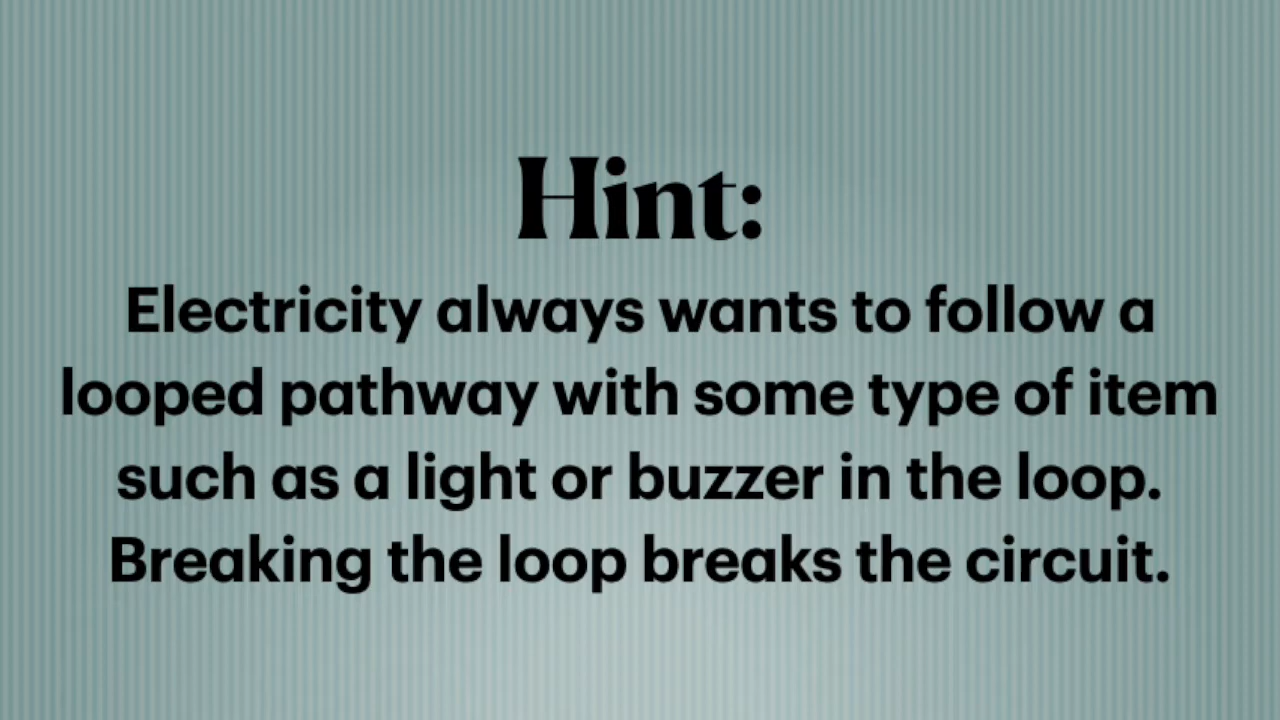 Hint:
Electricity always wants to follow a
looped pathway with some type of item
such as a light or buzzer in the loop.
Breaking the loop breaks the circuit.